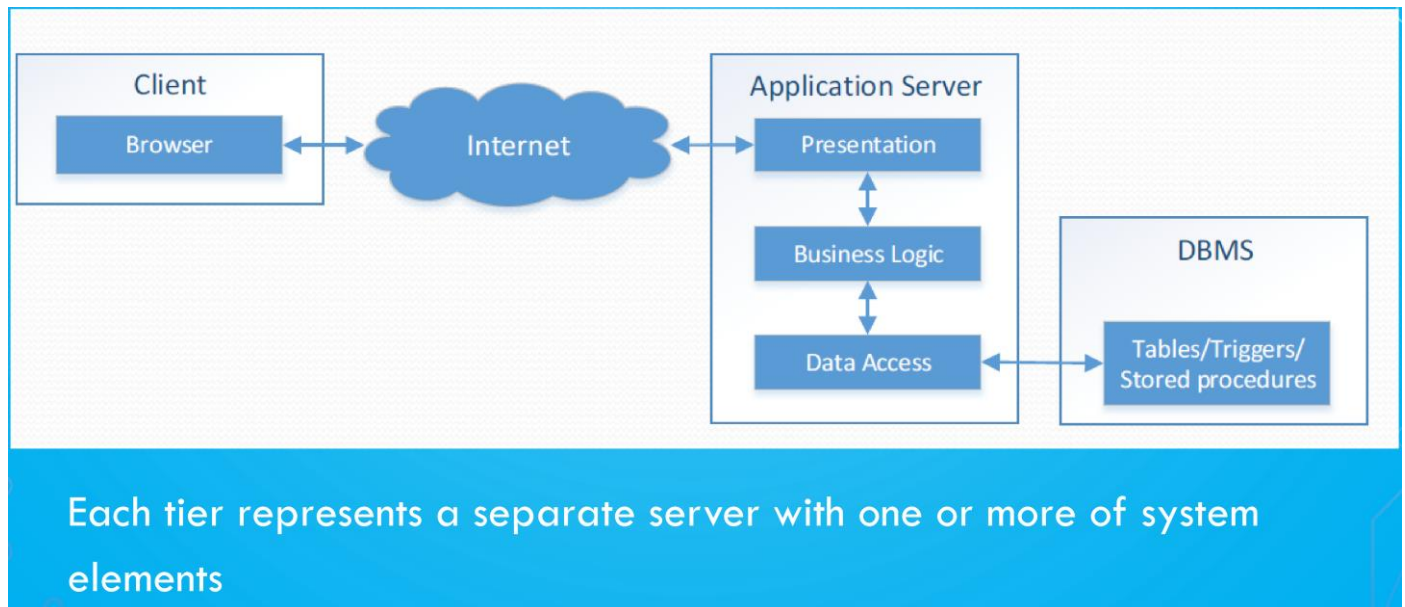 Client
Browser
Internet
Application Server
Presentation
Business Logic
Data Access
DBMS
Tables/Triggers/
Stored procedures
Each tier represents a separate server with one or more of system
elements